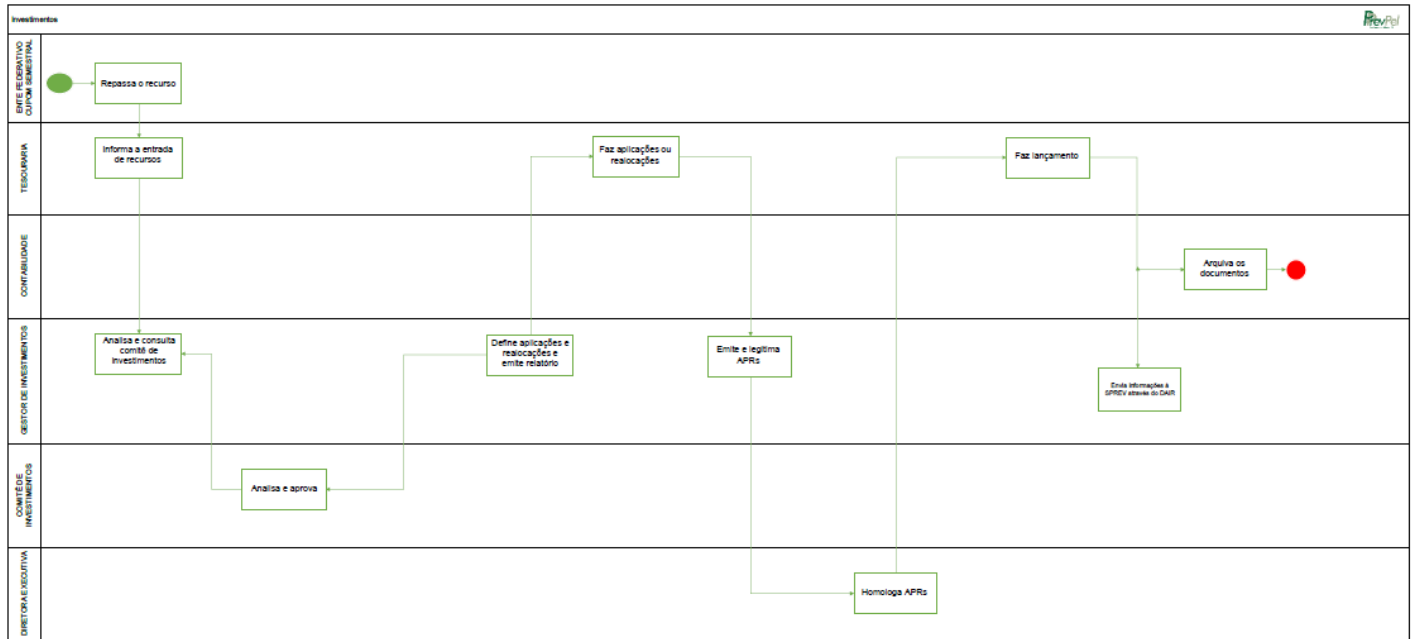 Investimentos
PrevPel
ENTE FEDERATIVO
CUPOM SEMESTRAL
Repassa o recurso
TESOURARIA
Informa a entrada
de recursos
Faz aplicações ou
realocações
Faz lançamento
CONTABILIDADE
Arquiva os
documentos
GESTOR DE INVESTIMENTOS
Analisa e consulta
comitê de
investimentos
Define aplicações e
realocações e
emite relatório
Emite e legitima
APRs
Envia informações à
SPREV através do DAIR
COMITÊ DE
INVESTIMENTOS
Analisa e aprova
DIRETORA EXECUTIVA
Homologa APRs